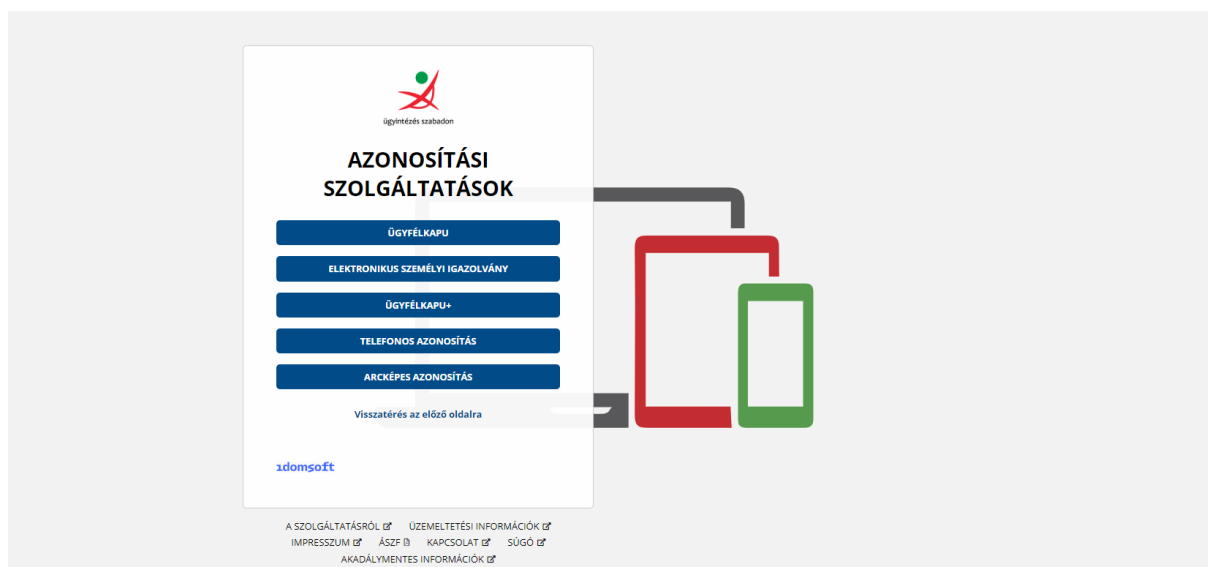 ügyintézés szabadon
AZONOSÍTÁSI
SZOLGÁLTATÁSOK
ÜGYFÉLKAPU
ELEKTRONIKUS SZEMÉLYI IGAZOLVÁNY
ÜGYFÉLKAPU+
TELEFONOS AZONOSÍTÁS
ARCKÉPES AZONOSÍTÁS
Visszatérés az előző oldalra
ıdomsoft
A SZOLGÁLTATÁSRÓL ÜZEMELTETÉSI INFORMÁCIÓK
IMPRESSZUM ÁSZF KAPCSOLAT SÚGÓ
AKADÁLYMENTES INFORMÁCIÓK